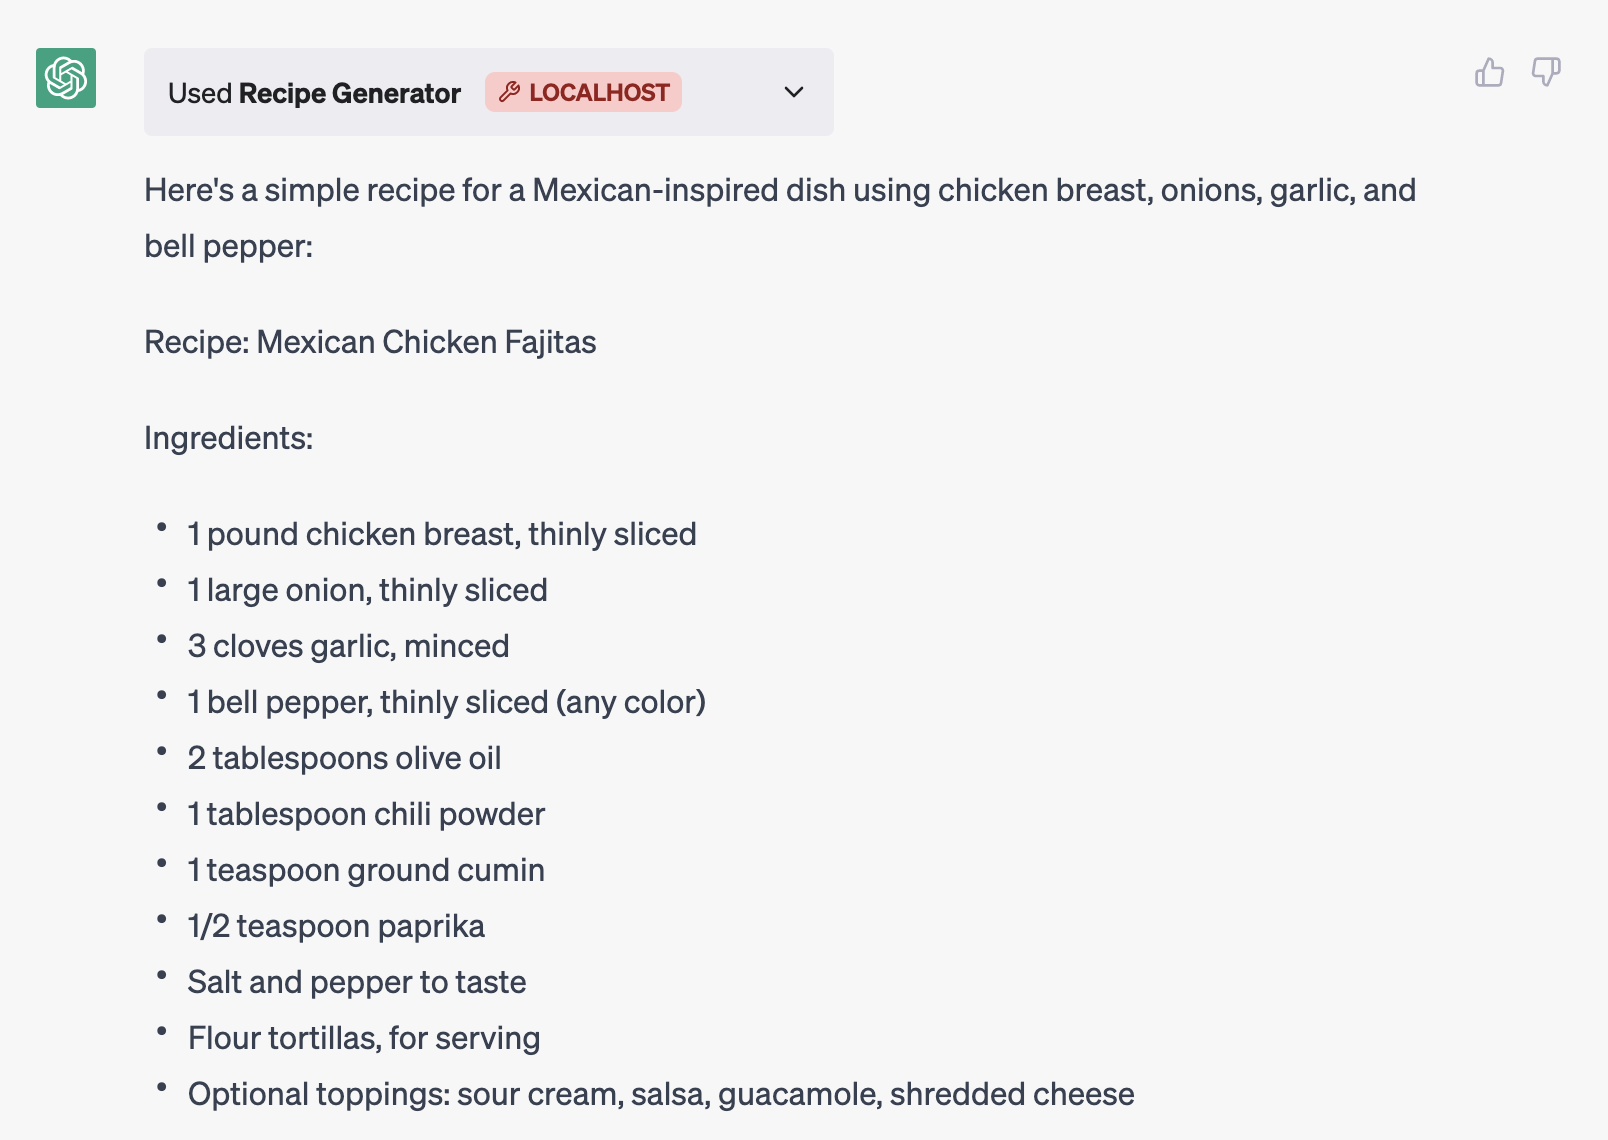 Used Recipe Generator LOCALHOST
Here's a simple recipe for a Mexican-inspired dish using chicken breast, onions, garlic, and
bell pepper:
Recipe: Mexican Chicken Fajitas
Ingredients:
• 1 pound chicken breast, thinly sliced
• 1 large onion, thinly sliced
• 3 cloves garlic, minced
• 1 bell pepper, thinly sliced (any color)
• 2 tablespoons olive oil
• 1 tablespoon chili powder
• 1 teaspoon ground cumin
• 1/2 teaspoon paprika
• Salt and pepper to taste
• Flour tortillas, for serving
• Optional toppings: sour cream, salsa, guacamole, shredded cheese